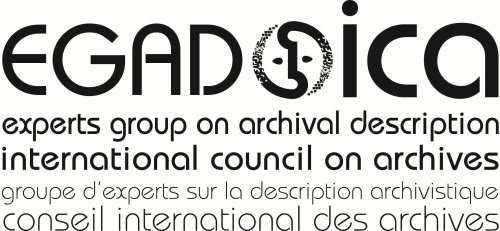 EGAD ica
experts group on archival description
international council on archives
groupe d'experts sur la description archivistique
conseil international des archives